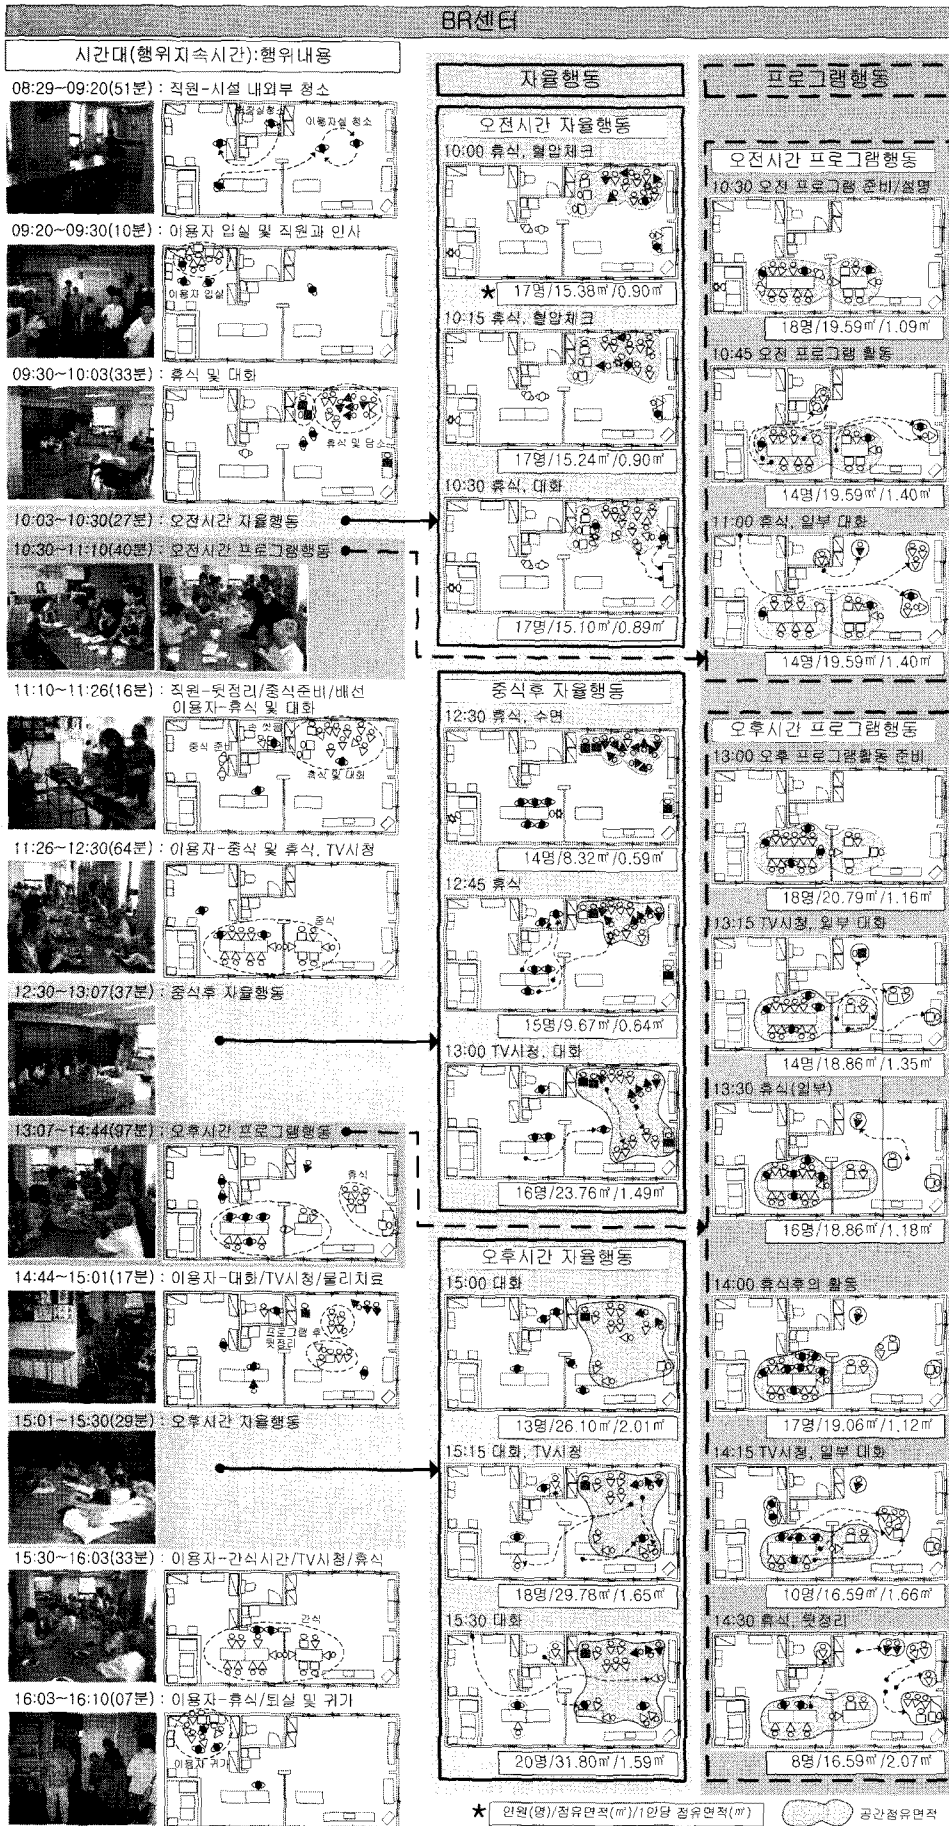 BR센터
시간대(행위지속시간):행위내용
08:29~09:20(51분) : 직원-시설 내외부 청소
이용자실 청소
09:20~09:30(10분) : 이용자 입실 및 직원과 인사
이용자 입실
09:30~10:03(33분) : 휴식 및 대화
휴식 및 담소
10:03~10:30(27분) : 오전시간 자율행동
10:30~11:10(40분) : 오전시간 프로그램행동
11:10~11:26(16분) : 직원-뒷정리/중식준비/배선
이용자-휴식 및 대화
중식 준비
손 씻음
휴식 및 대화
11:26~12:30(64분) : 이용자-중식 및 휴식, TV시청
중식
12:30~13:07(37분) : 중식후 자율행동
13:07~14:44(97분) : 오후시간 프로그램행동
휴식
14:44~15:01(17분) : 이용자-대화/TV시청/물리치료
프로그램 후
뒷정리
15:01~15:30(29분) : 오후시간 자율행동
15:30~16:03(33분) : 이용자-간식시간/TV시청/휴식
간식
16:03~16:10(07분) : 이용자-휴식/퇴실 및 귀가
이용자 귀가
자율행동
오전시간 자율행동
10:00 휴식, 혈압체크
★ 17명/15.38㎡/0.90㎡
10:15 휴식, 혈압체크
17명/15.24㎡/0.90㎡
10:30 휴식, 대화
17명/15.10㎡/0.89㎡
중식후 자율행동
12:30 휴식, 수면
14명/8.32㎡/0.59㎡
12:45 휴식
15명/9.67㎡/0.64㎡
13:00 TV시청, 대화
16명/23.76㎡/1.49㎡
오후시간 자율행동
15:00 대화
13명/26.10㎡/2.01㎡
15:15 대화, TV시청
18명/29.78㎡/1.65㎡
15:30 대화
20명/31.80㎡/1.59㎡
프로그램행동
오전시간 프로그램행동
10:30 오전 프로그램 준비/설명
18명/19.59㎡/1.09㎡
10:45 오전 프로그램 활동
14명/19.59㎡/1.40㎡
11:00 휴식, 일부 대화
14명/19.59㎡/1.40㎡
오후시간 프로그램행동
13:00 오후 프로그램활동 준비
18명/20.79㎡/1.16㎡
13:15 TV시청, 일부 대화
14명/18.86㎡/1.35㎡
13:30 휴식(일부)
16명/18.86㎡/1.18㎡
14:00 휴식후의 활동
17명/19.06㎡/1.12㎡
14:15 TV시청, 일부 대화
10명/16.59㎡/1.66㎡
14:30 휴식, 뒷정리
8명/16.59㎡/2.07㎡
★ 인원(명)/점유면적(㎡)/1인당 점유면적(㎡)
공간점유면적